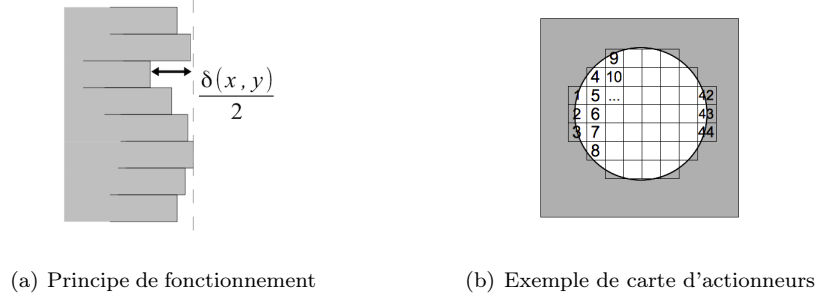 δ(x, y)
2
9
4 10
1 5 ... 42
2 6 43
3 7 44
8
(a) Principe de fonctionnement
(b) Exemple de carte d'actionneurs